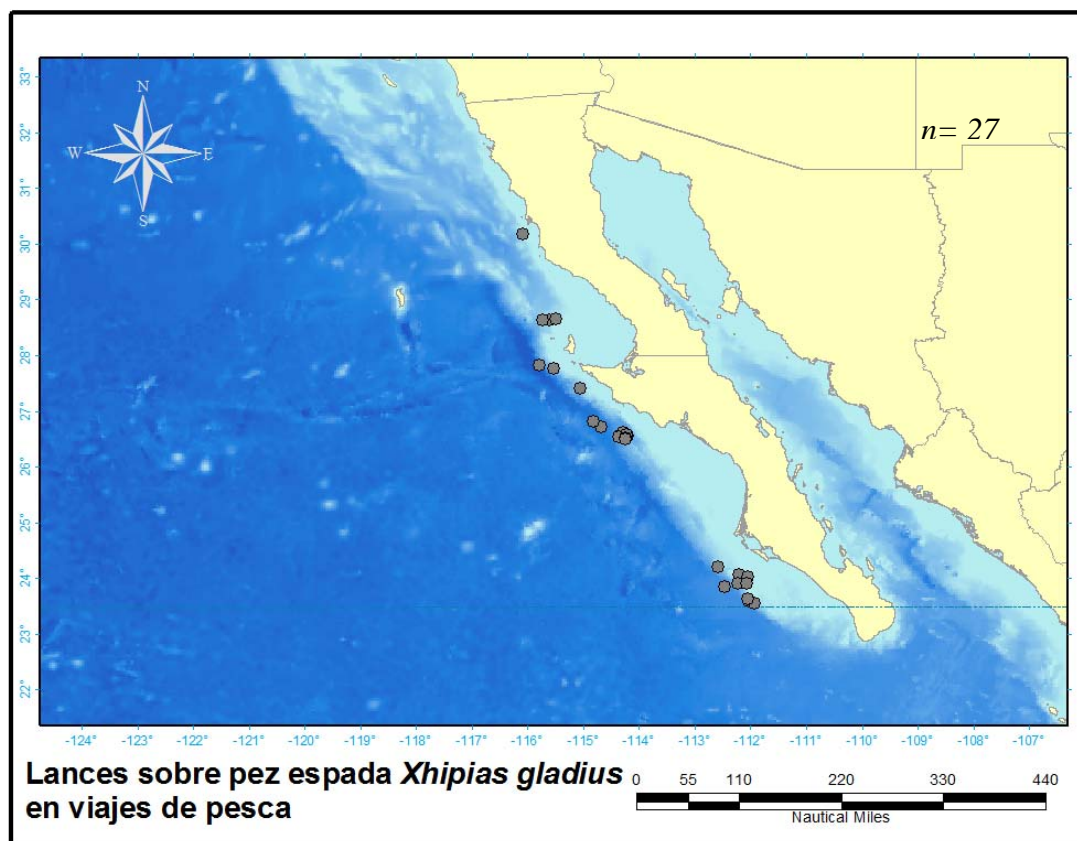 N
W E
S
n= 27
33°
32°
31°
30°
29°
28°
27°
26°
25°
24°
23°
22°
-124° -123° -122° -121° -120° -119° -118° -117° -116° -115° -114° -113° -112° -111° -110° -109° -108° -107°
Lances sobre pez espada Xhipias gladius
en viajes de pesca
0 55 110 220 330 440
Nautical Miles